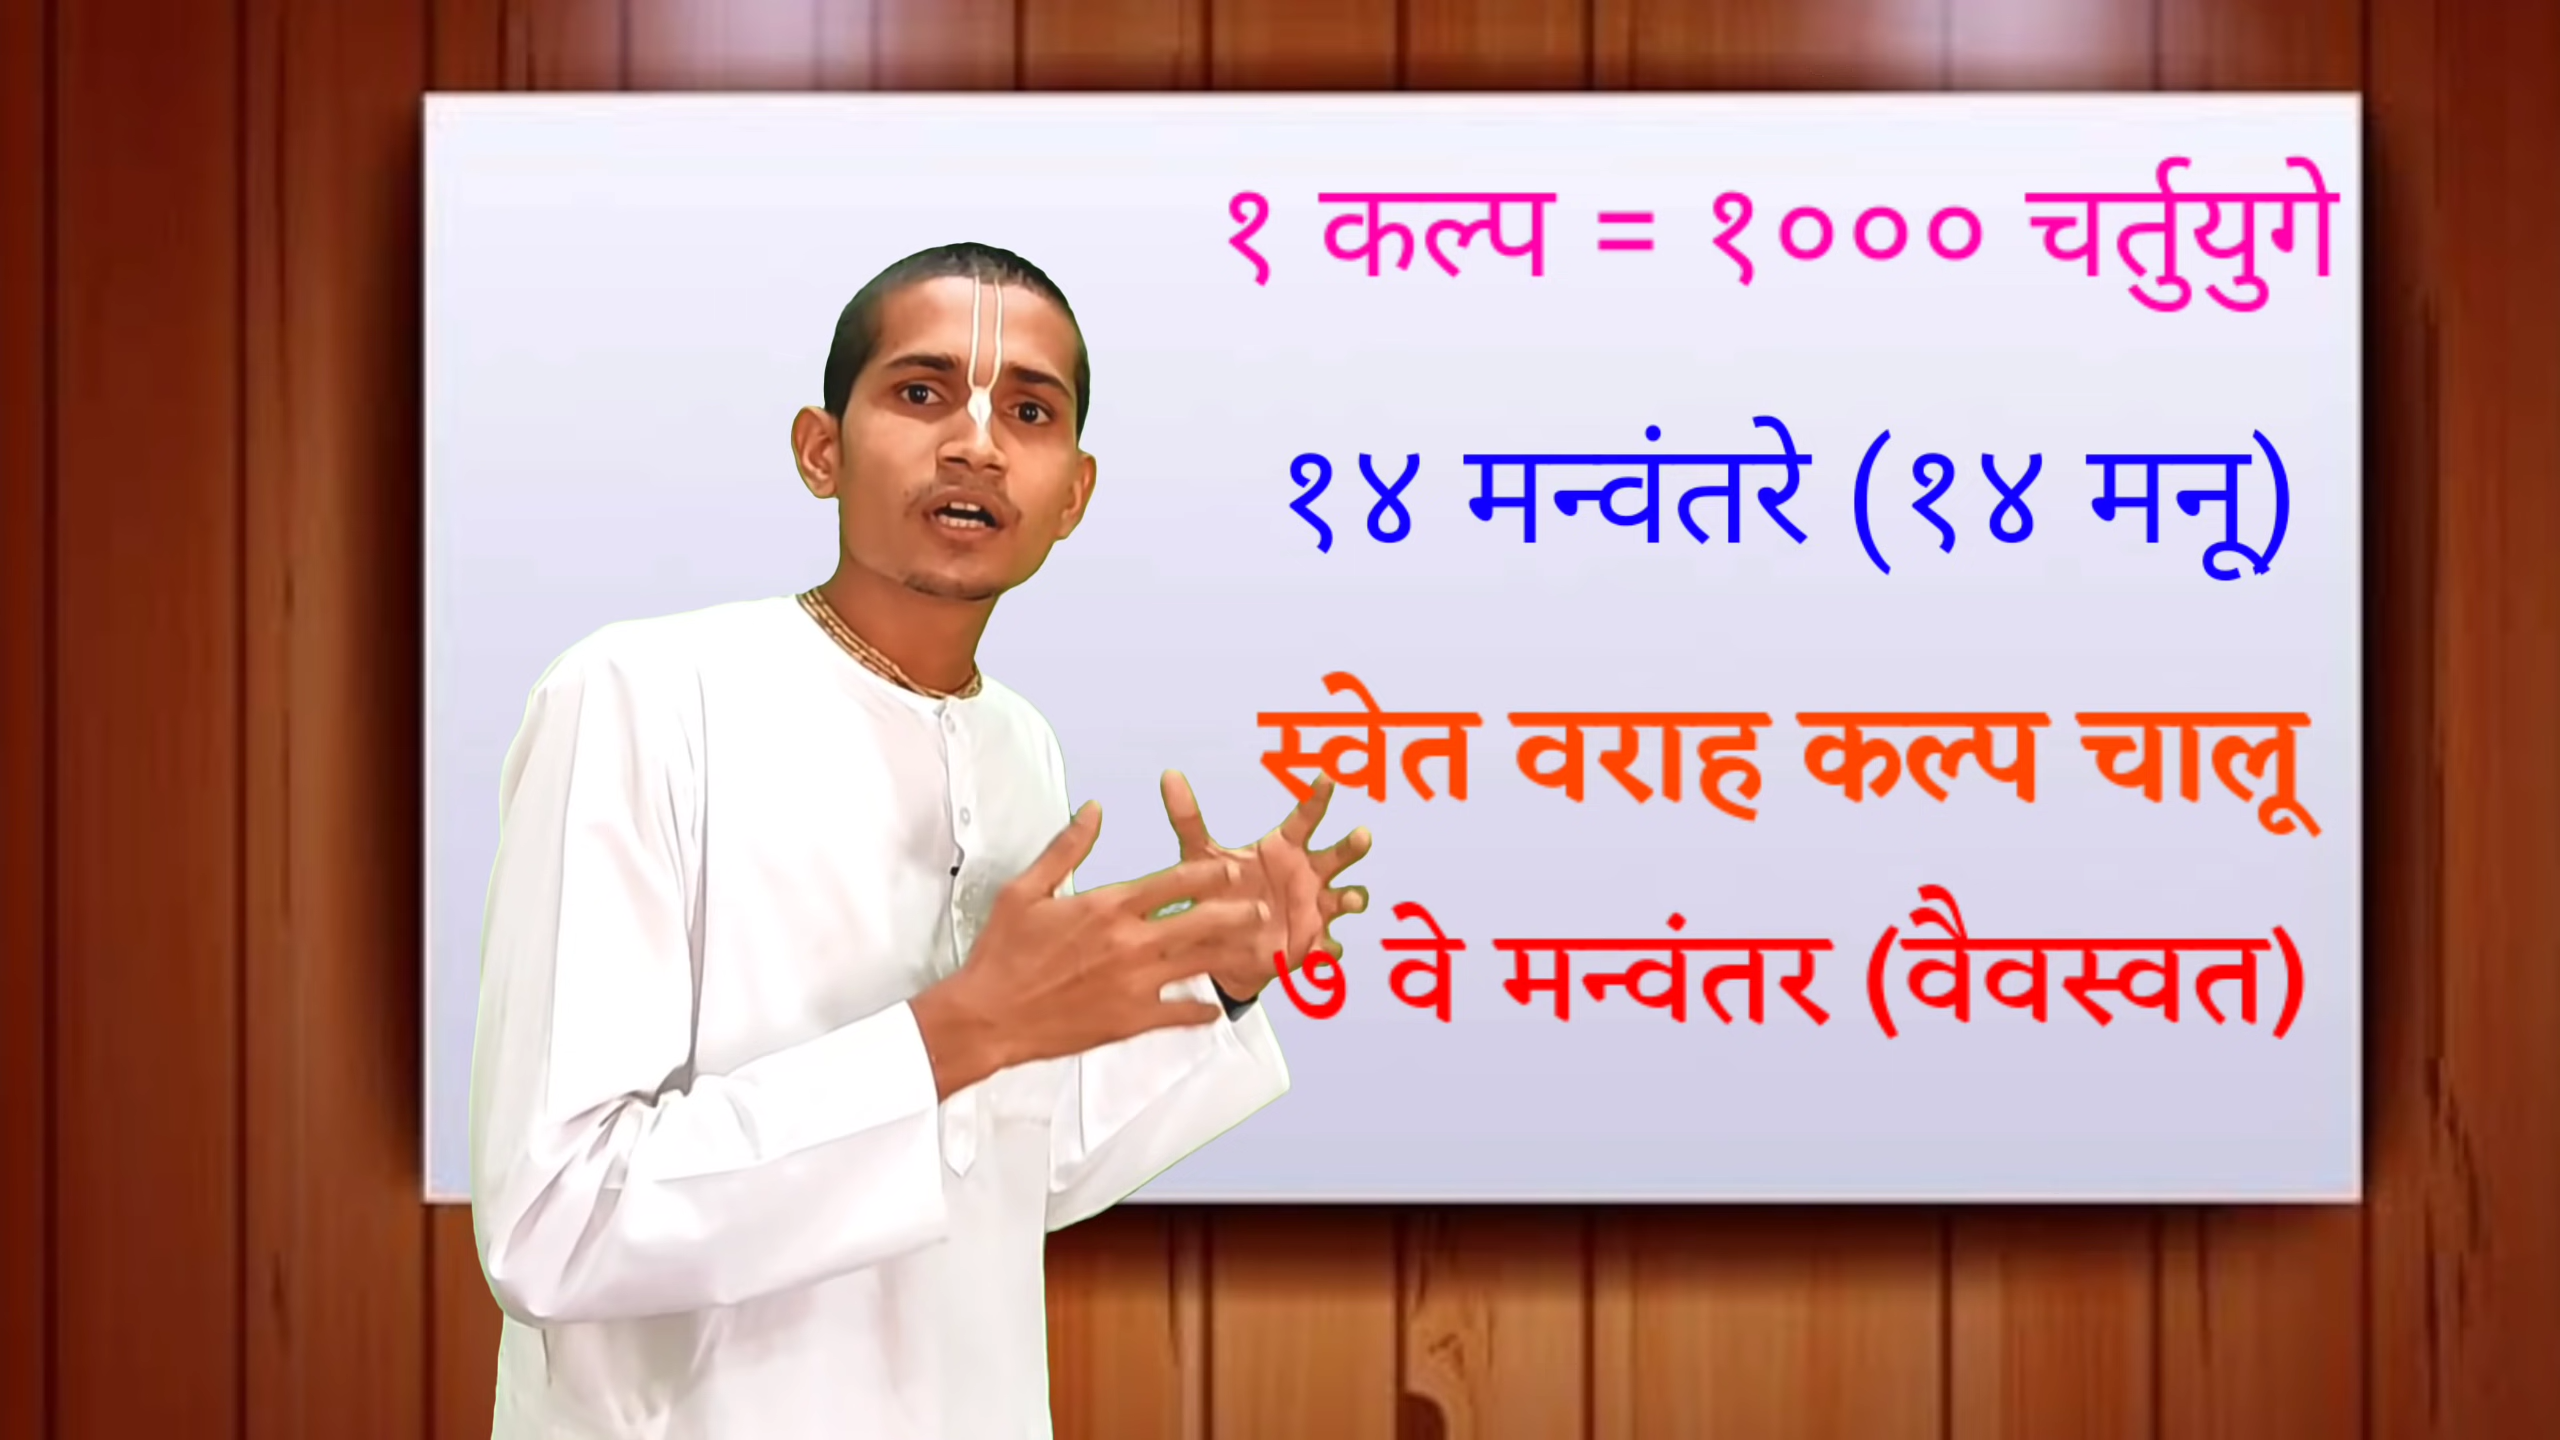 १ कल्प = १००० चर्तुयुगे
१४ मन्वंतरे (१४ मनू)
स्वेत वराह कल्प चालू
७ वे मन्वंतर (वैवस्वत)